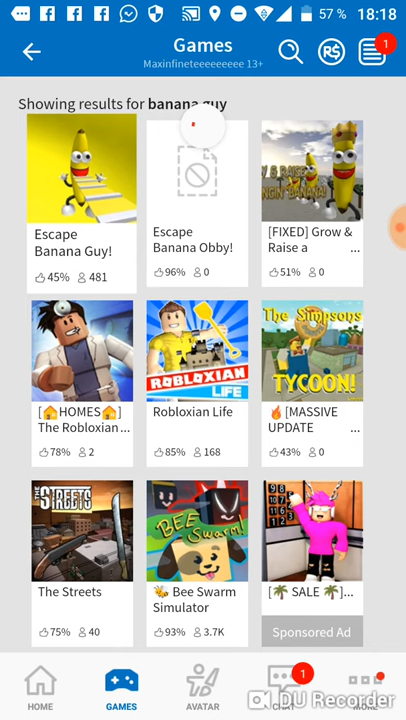 57 % 18:18
Games
Maxinfineteeeeeeeee 13+
R$
1
Showing results for banana guy
Escape
Banana Guy!
45% 481
Escape
Banana Obby!
96% 0
Y & RAISE
NGIN' BANANA!
[FIXED] Grow &
Raise a ...
51% 0
[🏠HOMES🏠]
The Robloxian...
78% 2
ROBLOXIAN
LIFE
Robloxian Life
85% 168
The Simpsons
TYCOON!
🔥[MASSIVE
UPDATE ...
43% 0
THE STREETS
The Streets
75% 40
BEE
Swarm!
🐝 Bee Swarm
Simulator
93% 3.7K
[🌴 SALE 🌴]...
Sponsored Ad
HOME
GAMES
AVATAR
1
CHAT
MORE
DU Recorder